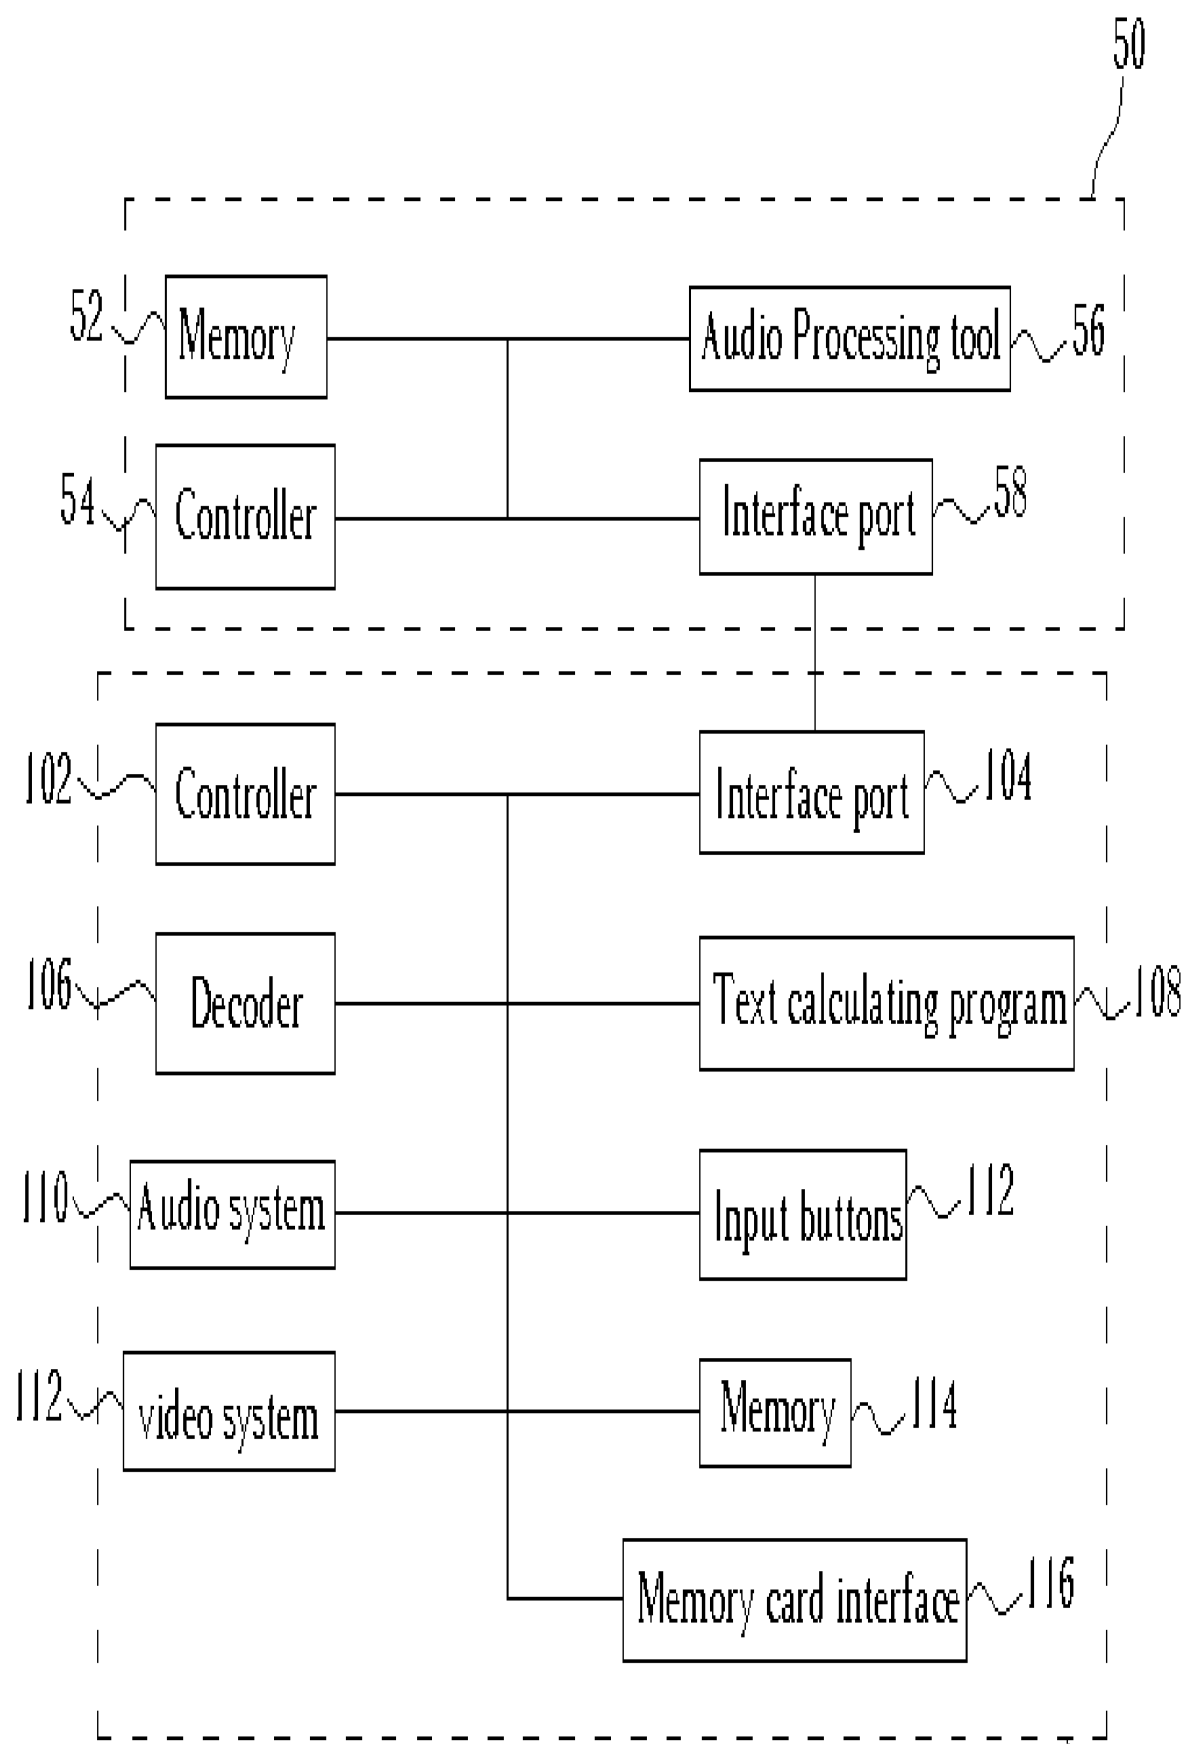 50
52
Memory
Audio Processing tool
56
54
Controller
Interface port
58
102
Controller
Interface port
104
106
Decoder
Text calculating program
108
110
Audio system
Input buttons
112
112
video system
Memory
114
Memory card interface
116